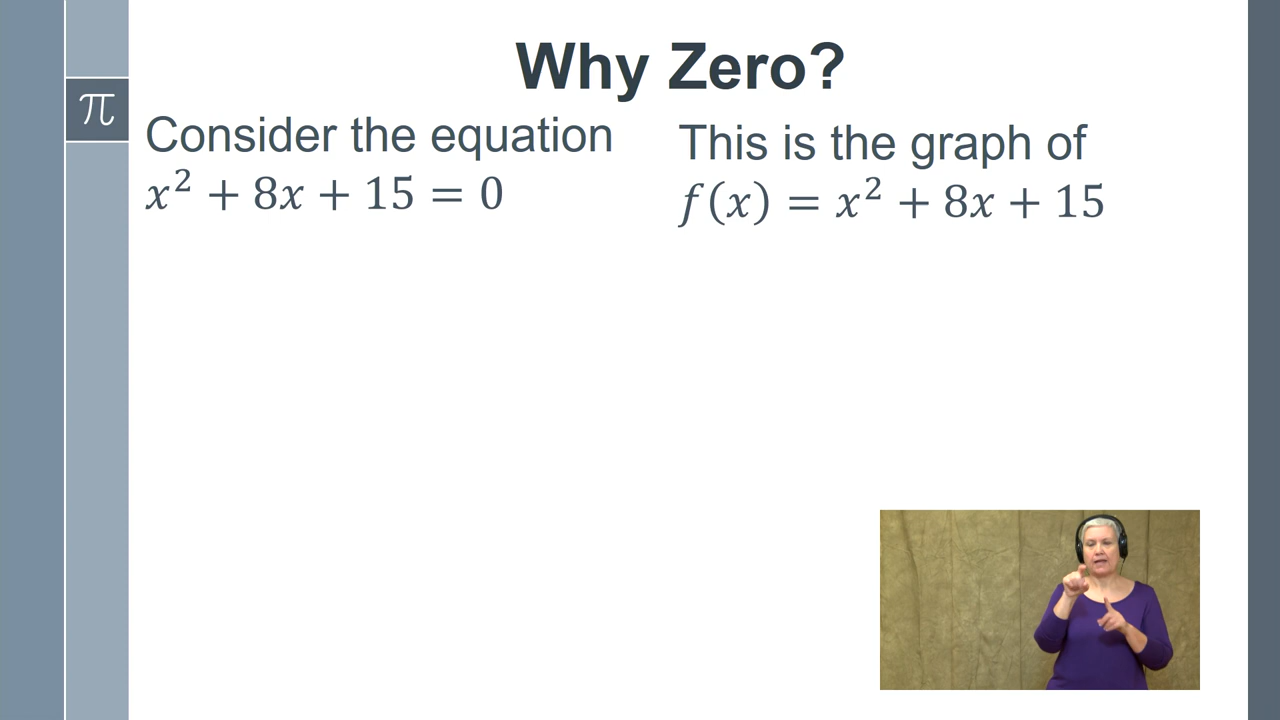 Why Zero?
π
Consider the equation
x² + 8x + 15 = 0
This is the graph of
f(x) = x² + 8x + 15